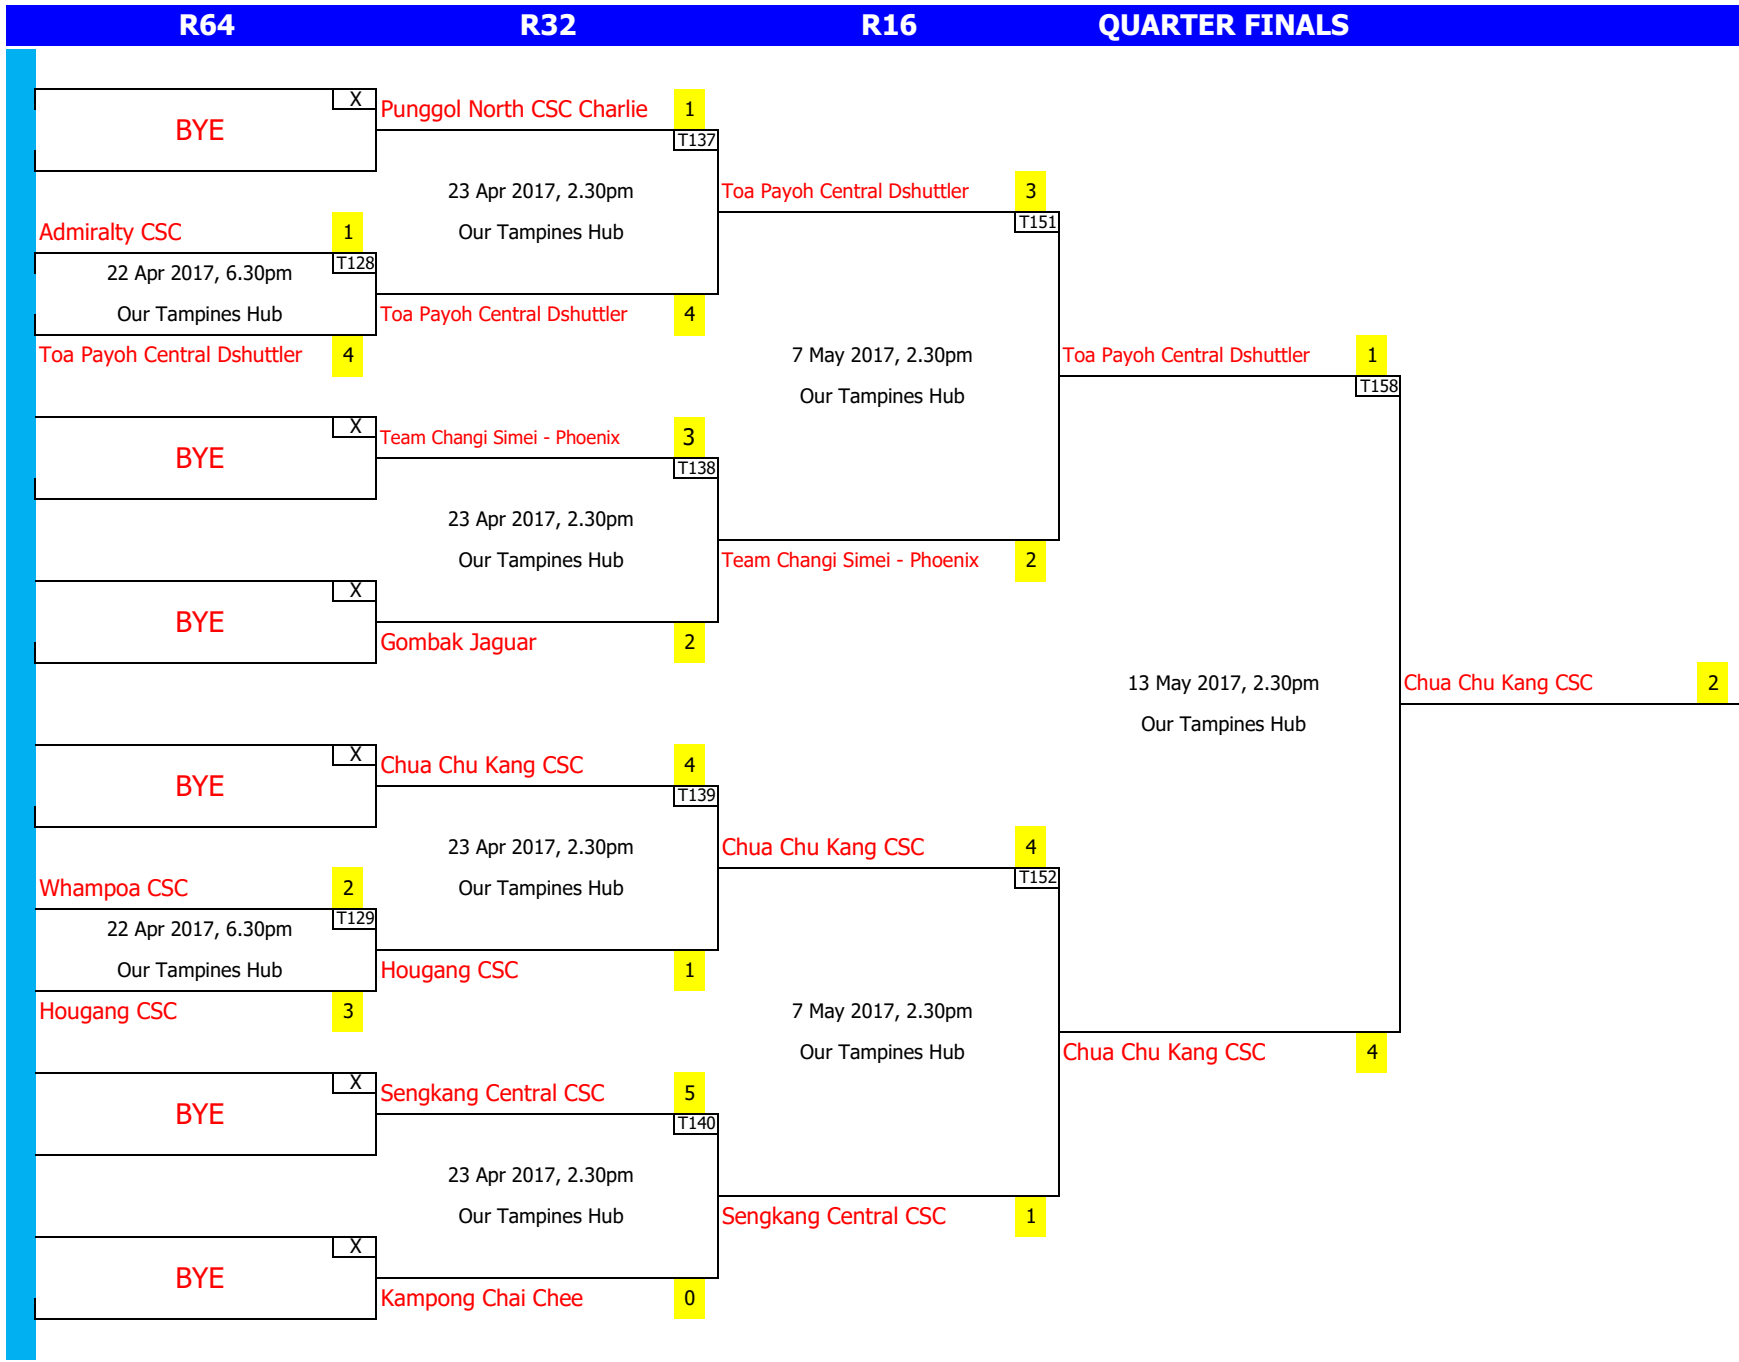 R64 R32 R16 QUARTER FINALS
X
Punggol North CSC Charlie 1
BYE
T137
23 Apr 2017, 2.30pm
Toa Payoh Central Dshuttler 3
Admiralty CSC 1
Our Tampines Hub
T151
T128
22 Apr 2017, 6.30pm
Our Tampines Hub
Toa Payoh Central Dshuttler 4
Toa Payoh Central Dshuttler 4
7 May 2017, 2.30pm
Toa Payoh Central Dshuttler 1
T158
Our Tampines Hub
X
Team Changi Simei - Phoenix 3
BYE
T138
23 Apr 2017, 2.30pm
Our Tampines Hub
Team Changi Simei - Phoenix 2
X
BYE
Gombak Jaguar 2
13 May 2017, 2.30pm
Chua Chu Kang CSC 2
Our Tampines Hub
X
Chua Chu Kang CSC 4
BYE
T139
23 Apr 2017, 2.30pm
Chua Chu Kang CSC 4
Whampoa CSC 2
Our Tampines Hub
T152
T129
22 Apr 2017, 6.30pm
Our Tampines Hub
Hougang CSC 1
Hougang CSC 3
7 May 2017, 2.30pm
Our Tampines Hub
Chua Chu Kang CSC 4
X
Sengkang Central CSC 5
BYE
T140
23 Apr 2017, 2.30pm
Our Tampines Hub
Sengkang Central CSC 1
X
BYE
Kampong Chai Chee 0